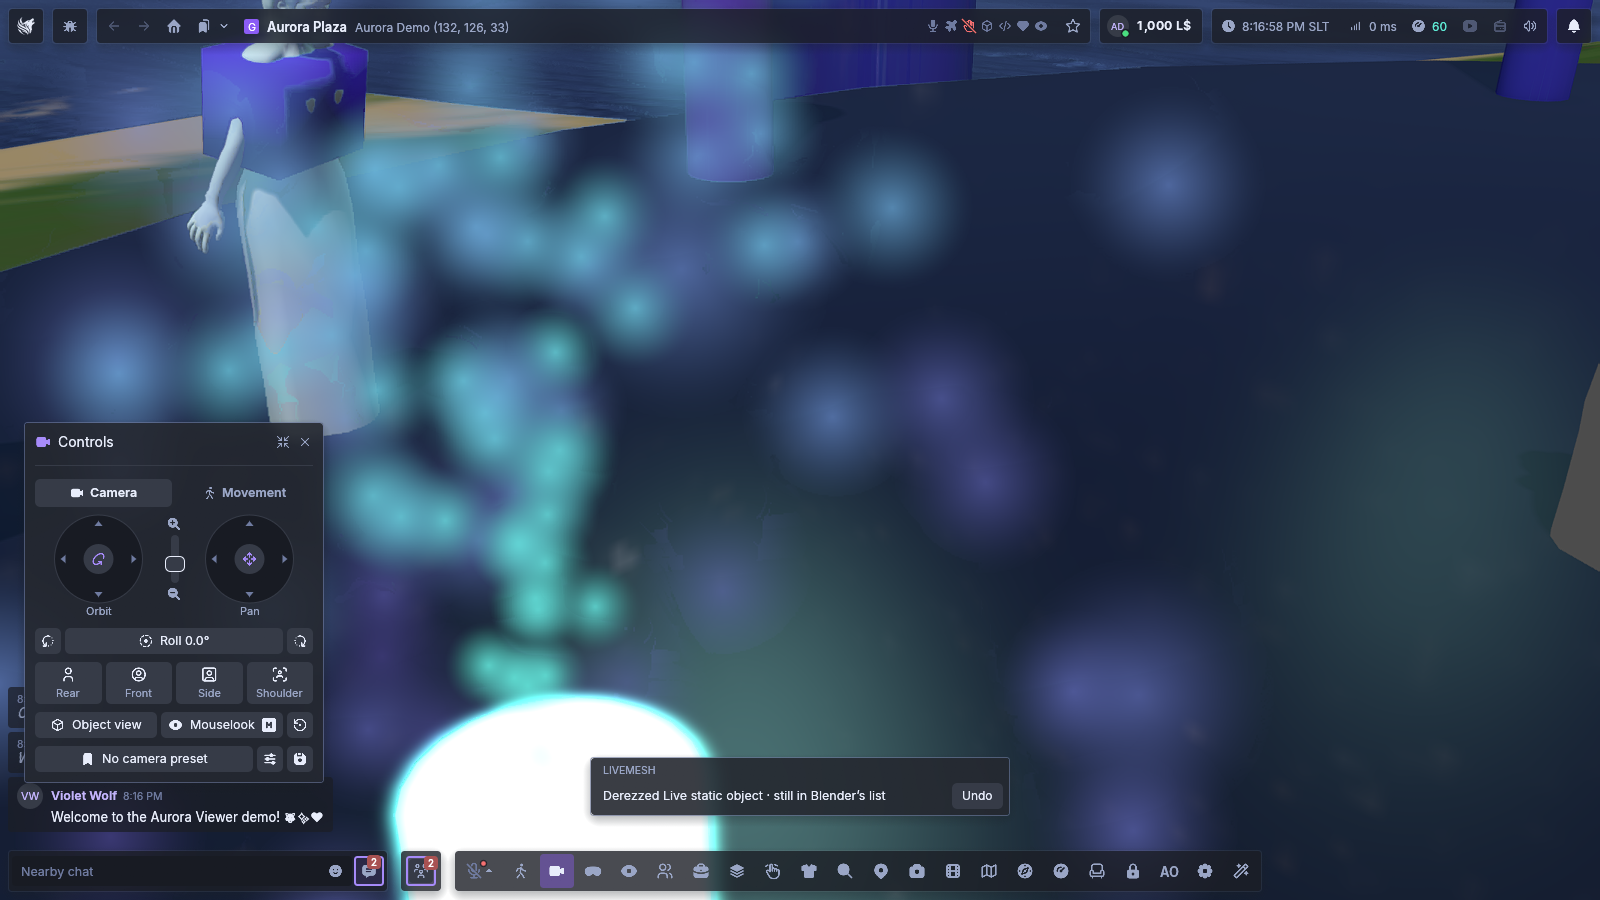 G Aurora Plaza Aurora Demo (132, 126, 33)
AD 1,000 L$
8:16:58 PM SLT 0 ms 60
Controls
Camera Movement
Orbit Pan
Roll 0.0°
Rear Front Side Shoulder
Object view Mouselook M
No camera preset
VW Violet Wolf 8:16 PM
Welcome to the Aurora Viewer demo!
LIVEMESH
Derezzed Live static object · still in Blender's list Undo
Nearby chat 2 2 AO